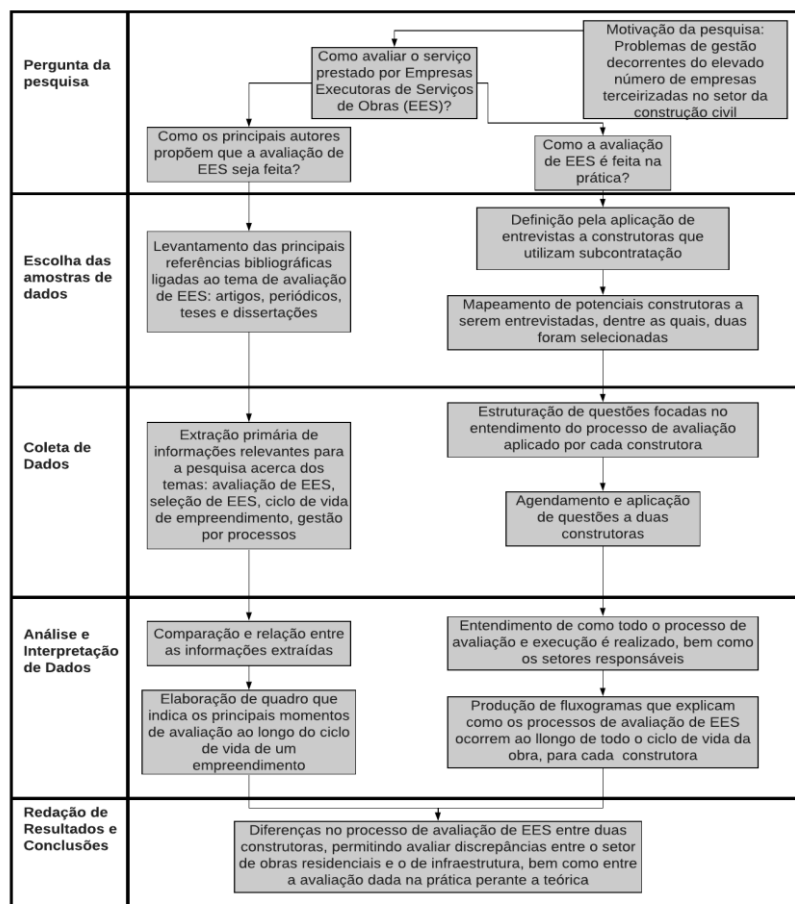 Pergunta da
pesquisa
Motivação da pesquisa:
Problemas de gestão
decorrentes do elevado
número de empresas
terceirizadas no setor da
construção civil
Como avaliar o serviço
prestado por Empresas
Executoras de Serviços
de Obras (EES)?
Como os principais autores
propõem que a avaliação de
EES seja feita?
Como a avaliação
de EES é feita na
prática?
Escolha das
amostras de
dados
Levantamento das principais
referências bibliográficas
ligadas ao tema de avaliação
de EES: artigos, periódicos,
teses e dissertações
Definição pela aplicação de
entrevistas a construtoras que
utilizam subcontratação
Mapeamento de potenciais construtoras a
serem entrevistadas, dentre as quais, duas
foram selecionadas
Coleta de
Dados
Extração primária de
informações relevantes para
a pesquisa acerca dos
temas: avaliação de EES,
seleção de EES, ciclo de vida
de empreendimento, gestão
por processos
Estruturação de questões focadas no
entendimento do processo de avaliação
aplicado por cada construtora
Agendamento e aplicação
de questões a duas
construtoras
Análise e
Interpretação
de Dados
Comparação e relação entre
as informações extraídas
Elaboração de quadro que
indica os principais momentos
de avaliação ao longo do ciclo
de vida de um
empreendimento
Entendimento de como todo o processo de
avaliação e execução é realizado, bem como
os setores responsáveis
Produção de fluxogramas que explicam
como os processos de avaliação de EES
ocorrem ao llongo de todo o ciclo de vida da
obra, para cada construtora
Redação de
Resultados e
Conclusões
Diferenças no processo de avaliação de EES entre duas
construtoras, permitindo avaliar discrepâncias entre o setor
de obras residenciais e o de infraestrutura, bem como entre
a avaliação dada na prática perante a teórica